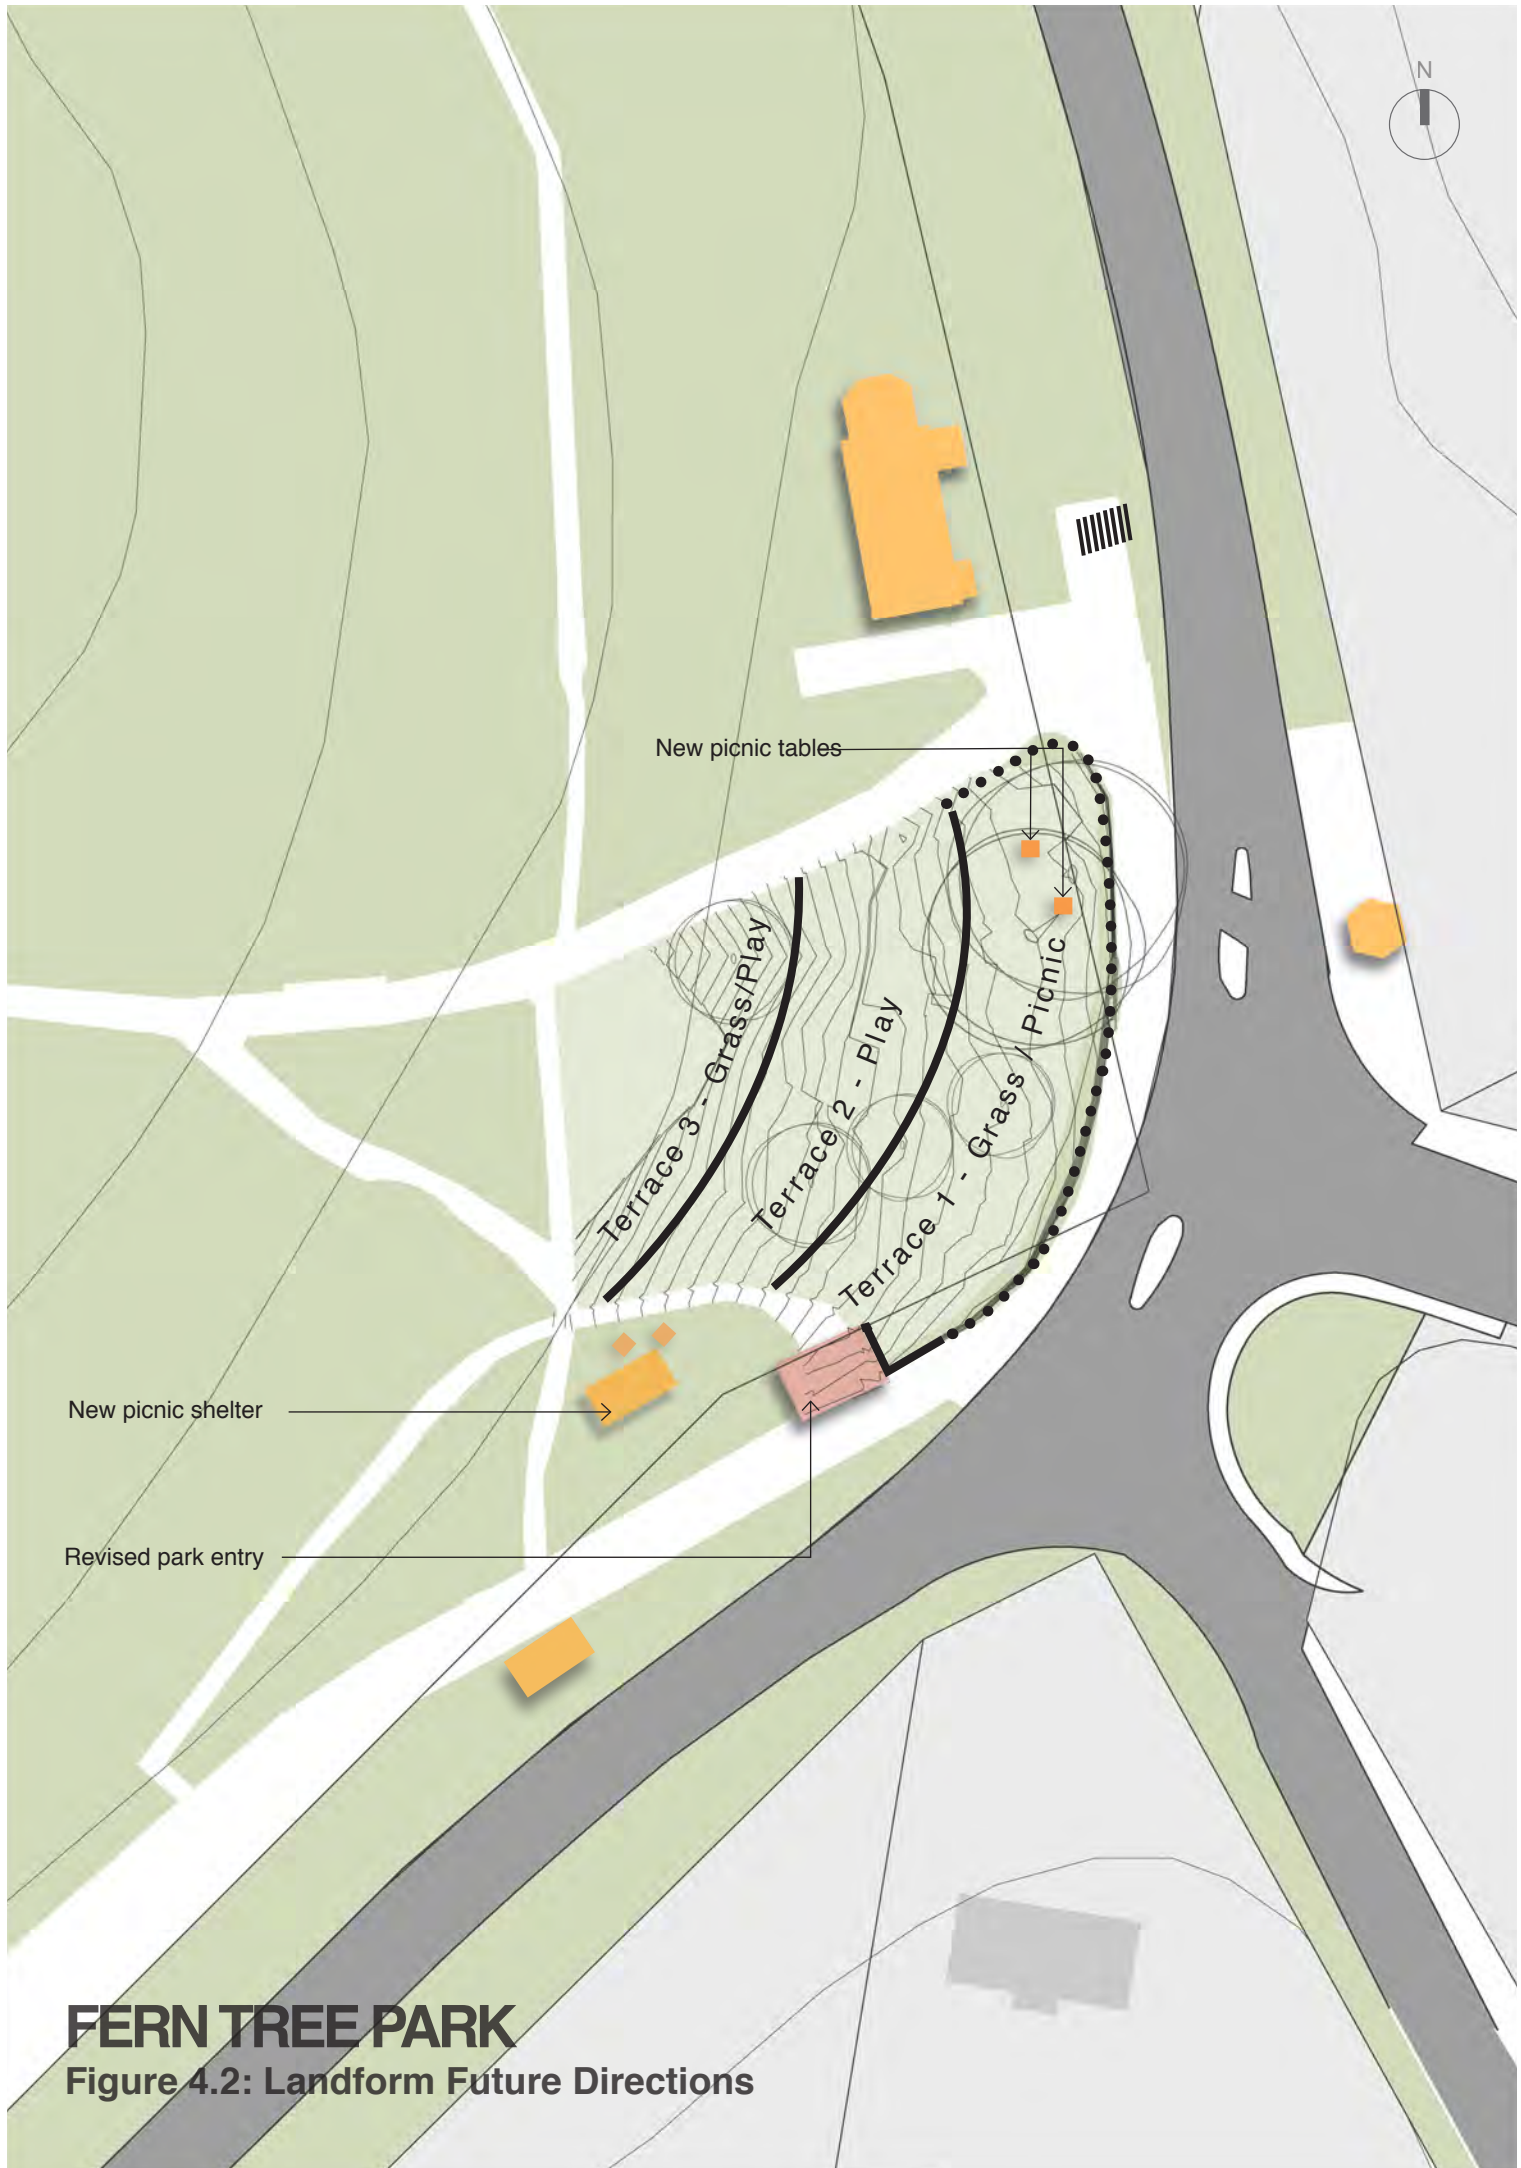 N
New picnic tables
Terrace 3 - Grass/Play
Terrace 2 - Play
Terrace 1 - Grass / Picnic
New picnic shelter
Revised park entry
FERN TREE PARK
Figure 4.2: Landform Future Directions